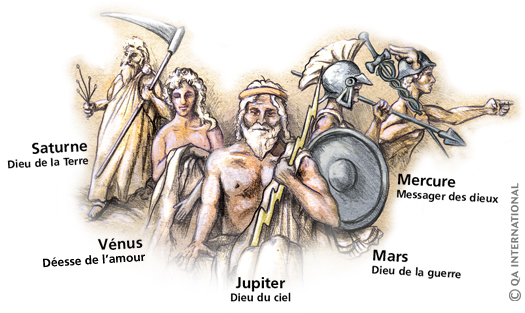 Saturne
Dieu de la Terre
Vénus
Déesse de l'amour
Jupiter
Dieu du ciel
Mars
Dieu de la guerre
Mercure
Messager des dieux
© QA INTERNATIONAL